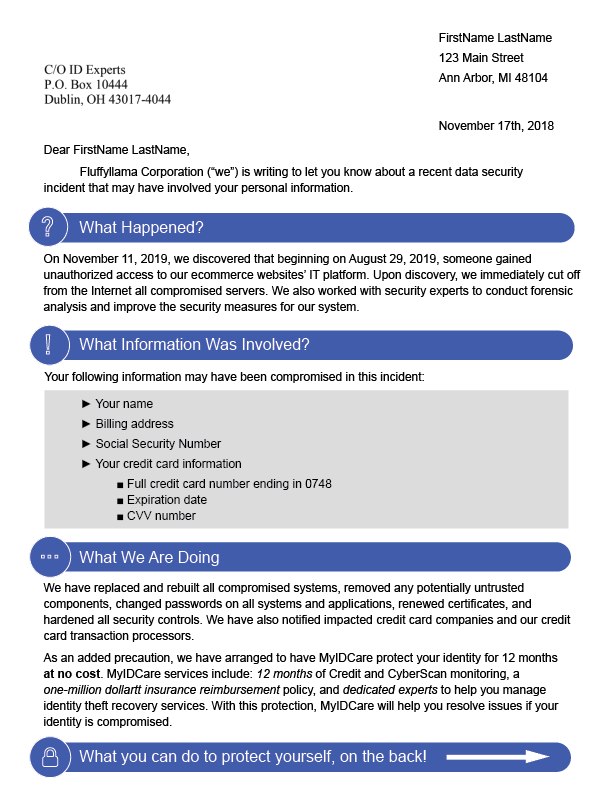 FirstName LastName
123 Main Street
Ann Arbor, MI 48104
C/O ID Experts
P.O. Box 10444
Dublin, OH 43017-4044
November 17th, 2018
Dear FirstName LastName,
Fluffyllama Corporation (“we”) is writing to let you know about a recent data security
incident that may have involved your personal information.
? What Happened?
On November 11, 2019, we discovered that beginning on August 29, 2019, someone gained
unauthorized access to our ecommerce websites’ IT platform. Upon discovery, we immediately cut off
from the Internet all compromised servers. We also worked with security experts to conduct forensic
analysis and improve the security measures for our system.
! What Information Was Involved?
Your following information may have been compromised in this incident:
► Your name
► Billing address
► Social Security Number
► Your credit card information
■ Full credit card number ending in 0748
■ Expiration date
■ CVV number
What We Are Doing
We have replaced and rebuilt all compromised systems, removed any potentially untrusted
components, changed passwords on all systems and applications, renewed certificates, and
hardened all security controls. We have also notified impacted credit card companies and our credit
card transaction processors.
As an added precaution, we have arranged to have MyIDCare protect your identity for 12 months
at no cost. MyIDCare services include: 12 months of Credit and CyberScan monitoring, a
one-million dollartt insurance reimbursement policy, and dedicated experts to help you manage
identity theft recovery services. With this protection, MyIDCare will help you resolve issues if your
identity is compromised.
What you can do to protect yourself, on the back!